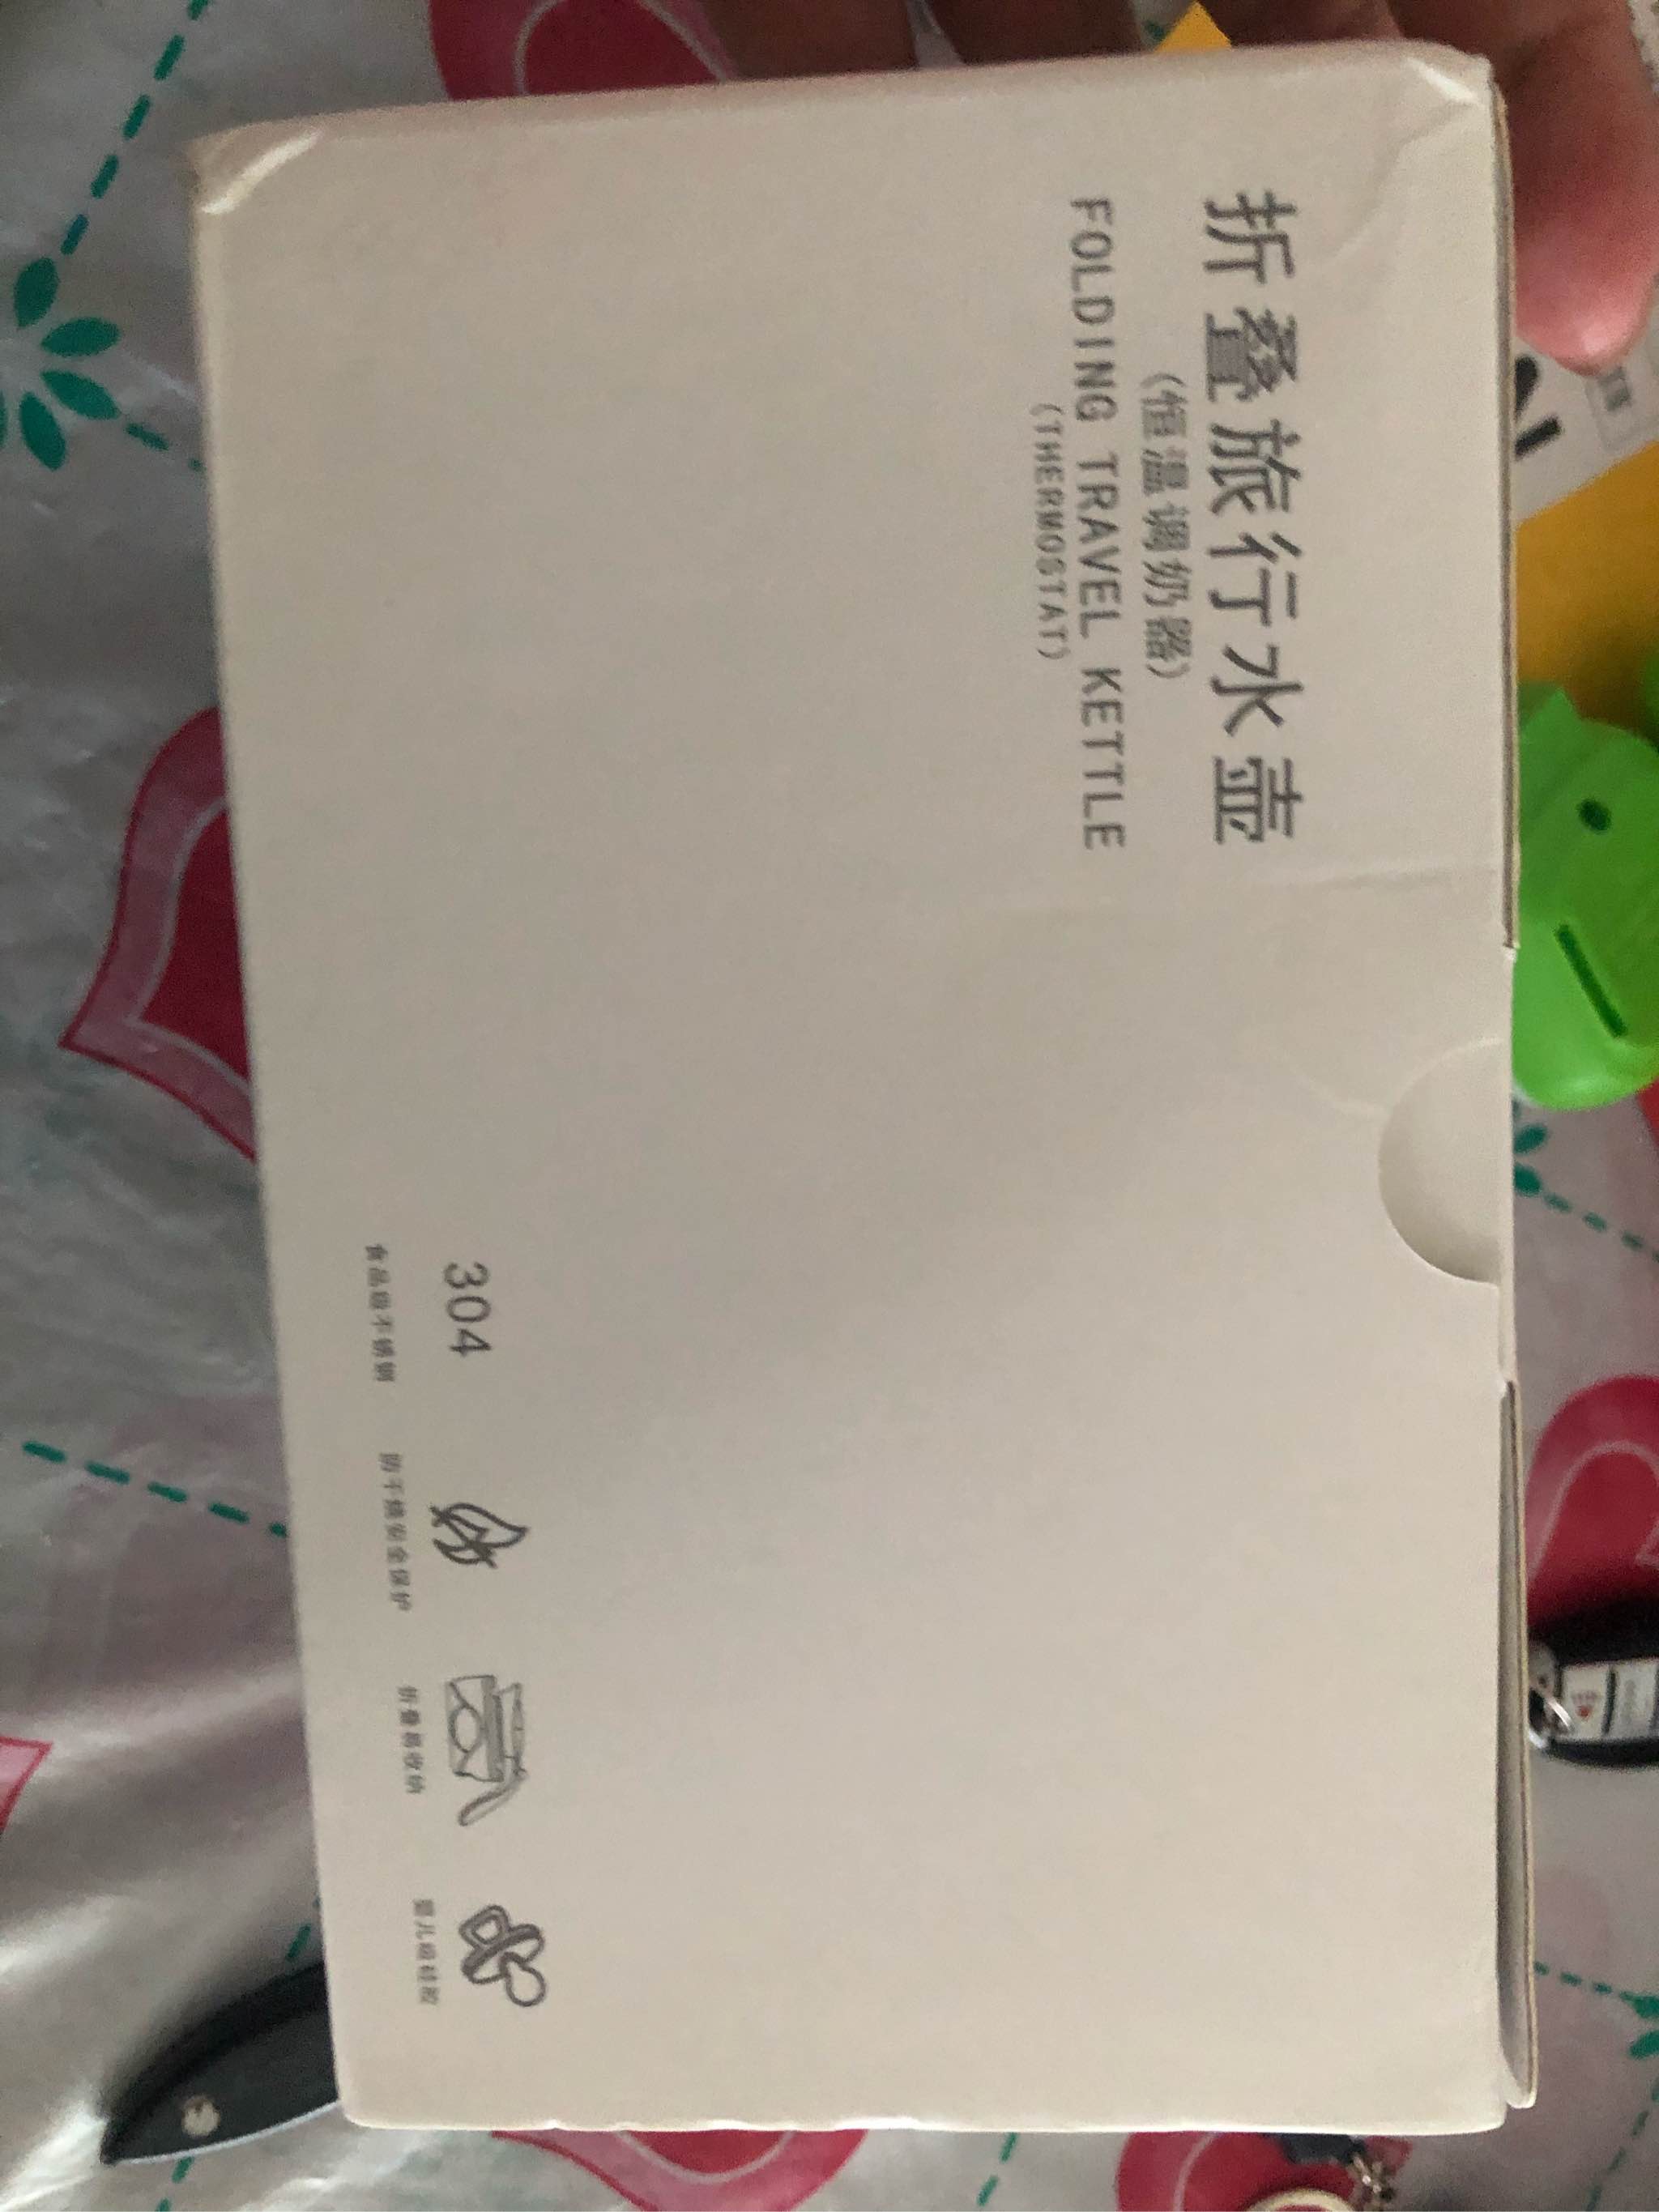 折叠旅行水壶
(恒温调奶器)
FOLDING TRAVEL KETTLE
(THERMOSTAT)
304
食品级不锈钢
防干烧安全保护
折叠易收纳
婴儿级硅胶